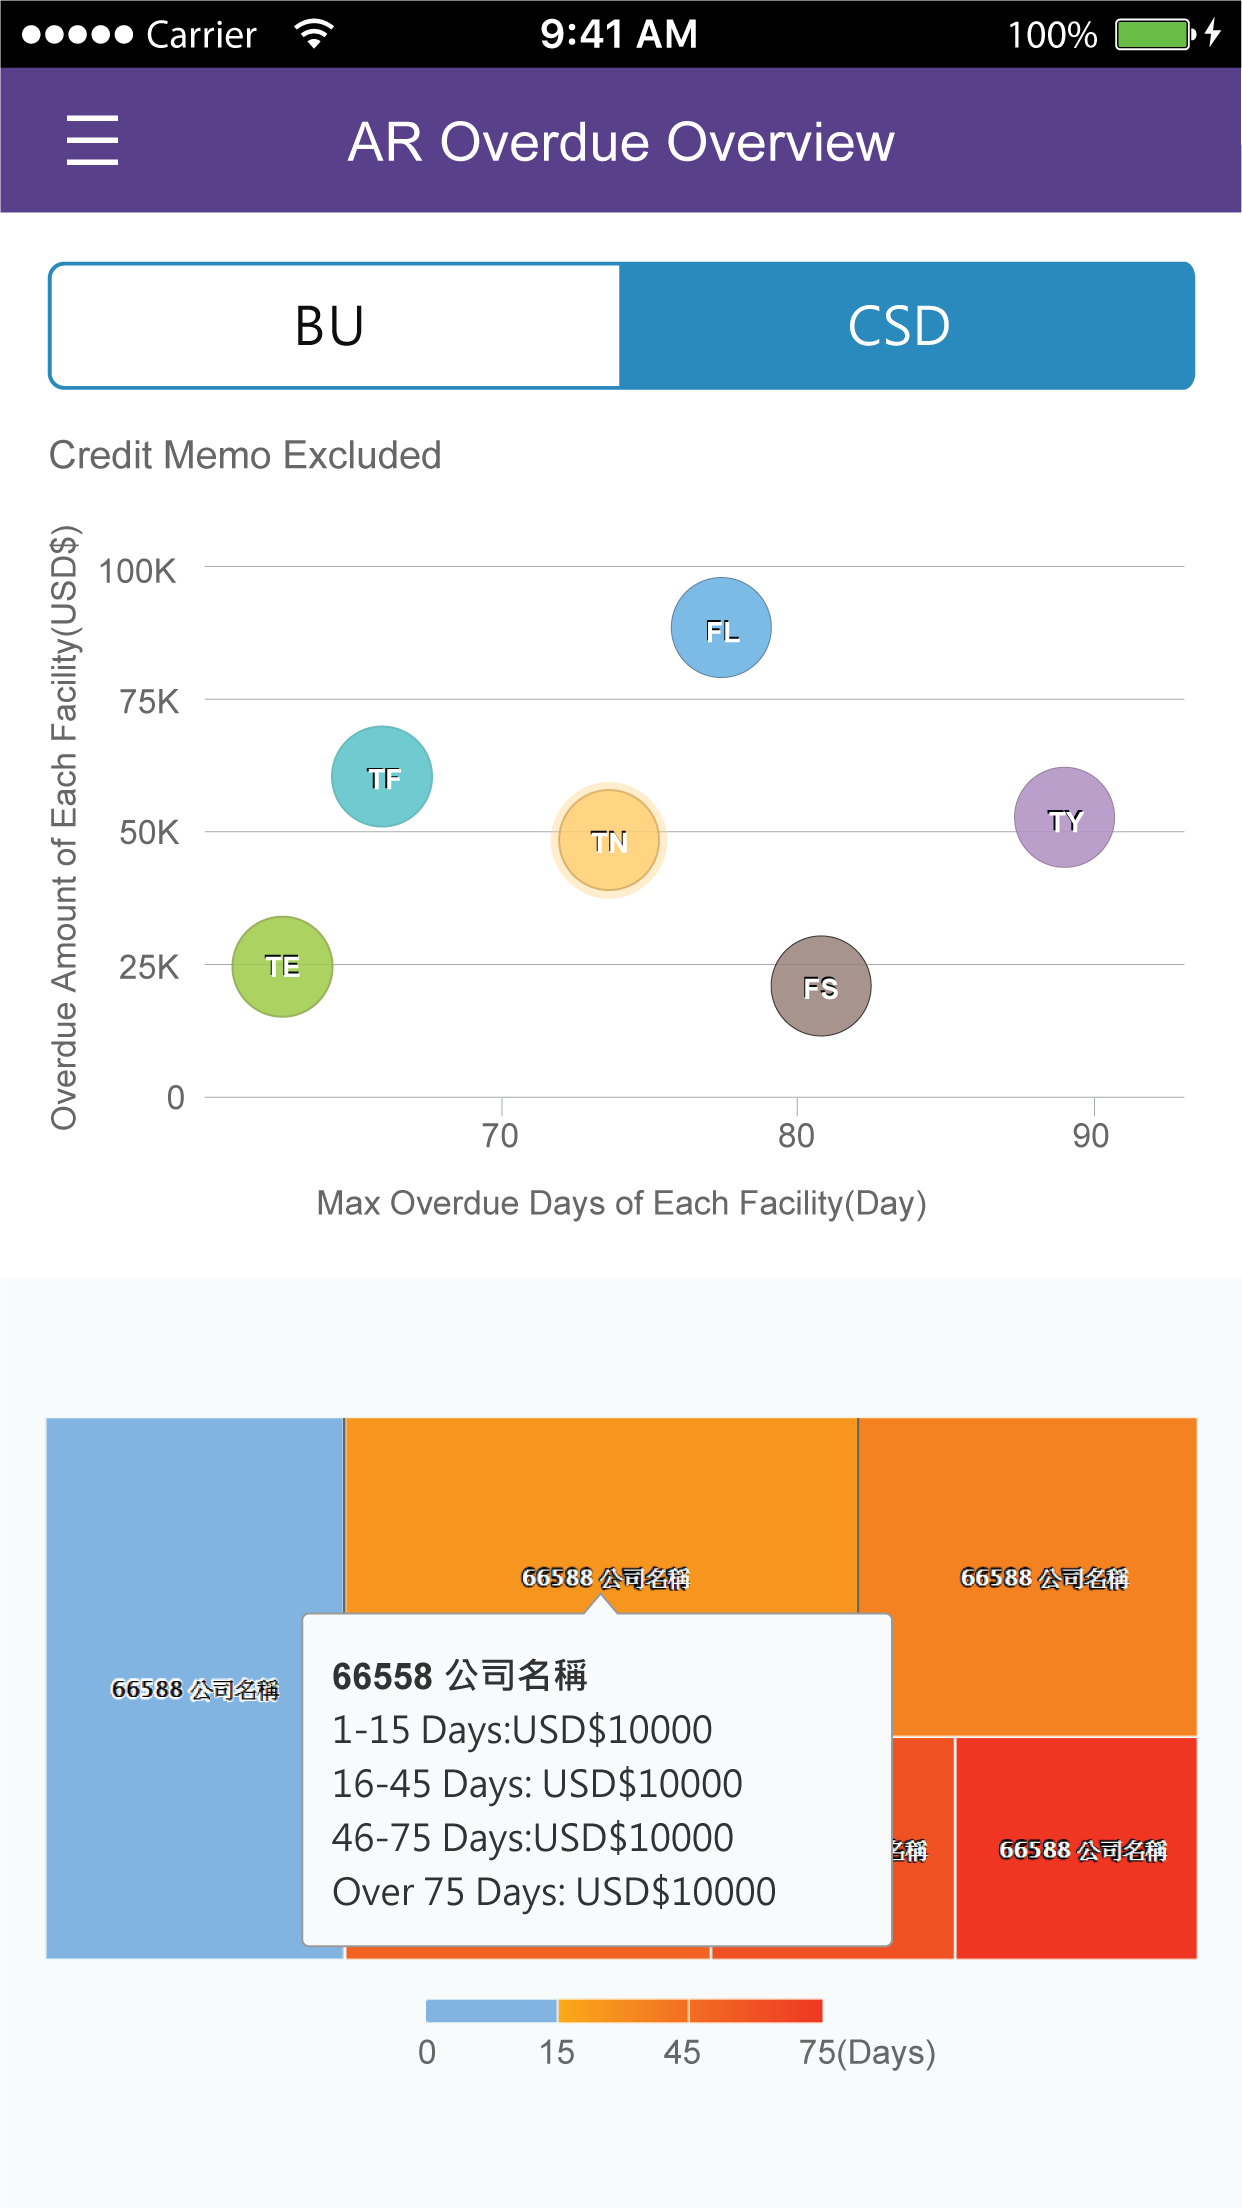 Carrier 9:41 AM 100%
AR Overdue Overview
BU CSD
Credit Memo Excluded
Overdue Amount of Each Facility(USD$)
100K
FL
75K
TF
TN
TY
50K
TE
25K
FS
0
70 80 90
Max Overdue Days of Each Facility(Day)
66588 公司名稱 66588 公司名稱
66588 公司名稱
66558 公司名稱
1-15 Days:USD$10000
16-45 Days: USD$10000
46-75 Days:USD$10000
Over 75 Days: USD$10000
名稱 66588 公司名稱
0 15 45 75(Days)